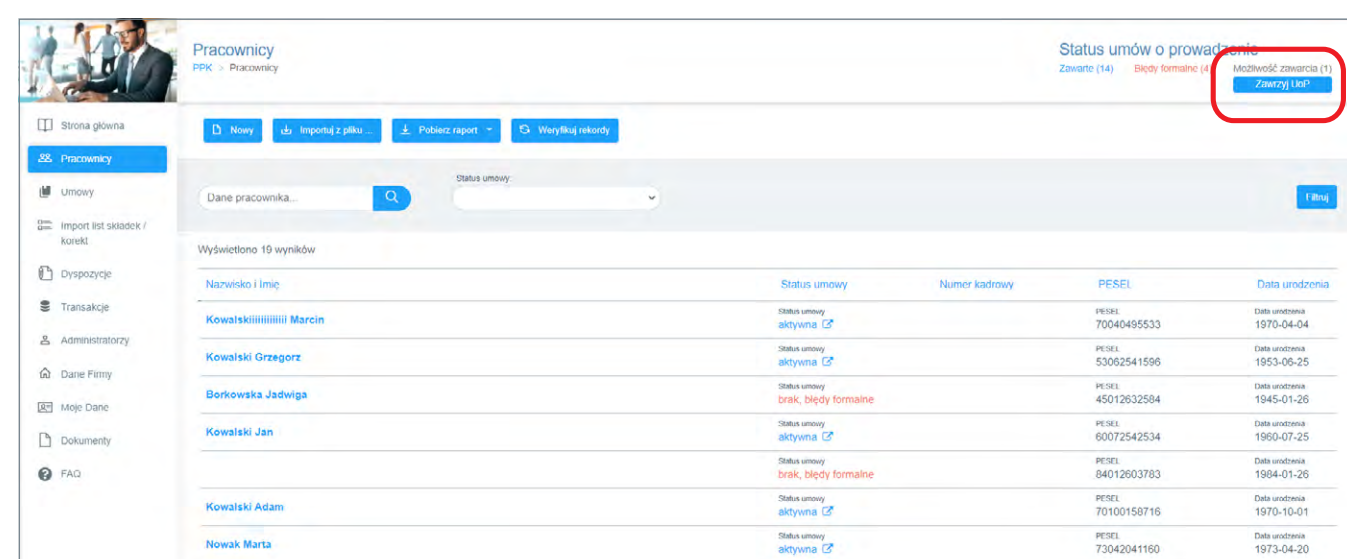 Pracownicy
PPK > Pracownicy
Status umów o prowadzenie
Zawarte (14) Błędy formalne (4) Możliwość zawarcia (1)
Zawrzyj UoP
Strona główna
Pracownicy
Umowy
Import list składek /
korekt
Dyspozycje
Transakcje
Administratorzy
Dane Firmy
Moje Dane
Dokumenty
FAQ
Nowy Importuj z pliku ... Pobierz raport Weryfikuj rekordy
Status umowy:
Dane pracownika... Filtruj
Wyświetlono 19 wyników
Nazwisko i Imię Status umowy Numer kadrowy PESEL Data urodzenia
Status umowy PESEL Data urodzenia
Kowalskiiiiiiiiiiiiii Marcin aktywna 70040495533 1970-04-04
Status umowy PESEL Data urodzenia
Kowalski Grzegorz aktywna 53062541596 1953-06-25
Status umowy PESEL Data urodzenia
Borkowska Jadwiga brak, błędy formalne 45012632584 1945-01-26
Status umowy PESEL Data urodzenia
Kowalski Jan aktywna 60072542534 1960-07-25
Status umowy PESEL Data urodzenia
brak, błędy formalne 84012603783 1984-01-26
Status umowy PESEL Data urodzenia
Kowalski Adam aktywna 70100158716 1970-10-01
Status umowy PESEL Data urodzenia
Nowak Marta aktywna 73042041160 1973-04-20